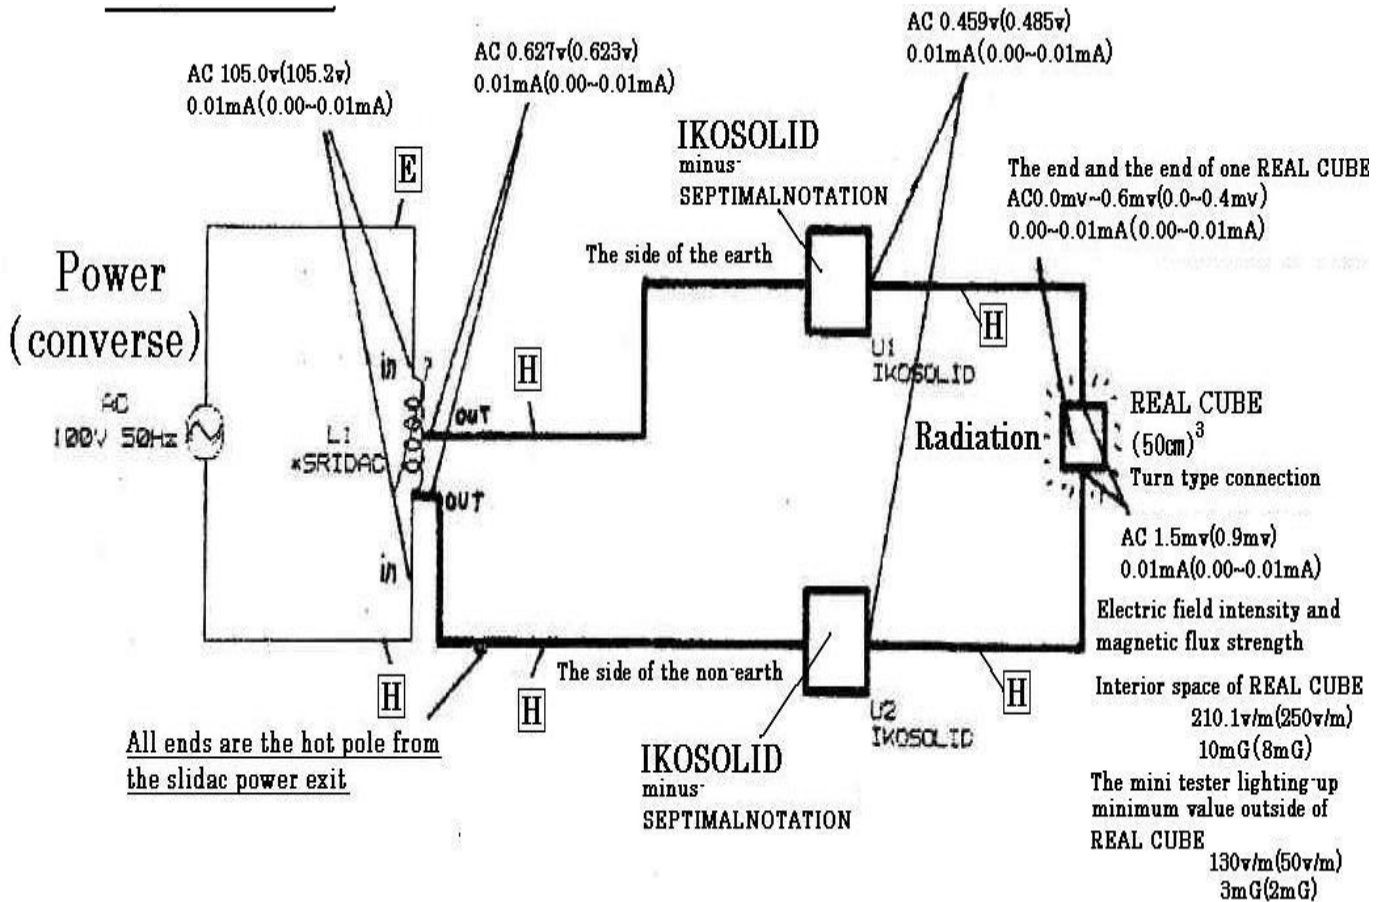 AC 105.0v(105.2v)
0.01mA(0.00~0.01mA)
AC 0.627v(0.623v)
0.01mA(0.00~0.01mA)
AC 0.459v(0.485v)
0.01mA(0.00~0.01mA)
E
IKOSOLID
minus-
SEPTIMALNOTATION
The end and the end of one REAL CUBE
AC0.0mv~0.6mv(0.0~0.4mv)
0.00~0.01mA(0.00~0.01mA)
The side of the earth
Power
(converse)
AC
100V 50Hz
in
L1
*SRIDAC
OUT
OUT
in
H
H
U1
IKOSOLID
Radiation
REAL CUBE
(50cm)³
Turn type connection
AC 1.5mv(0.9mv)
0.01mA(0.00~0.01mA)
Electric field intensity and
magnetic flux strength
Interior space of REAL CUBE
210.1v/m(250v/m)
10mG(8mG)
The mini tester lighting-up
minimum value outside of
REAL CUBE
130v/m(50v/m)
3mG(2mG)
The side of the non-earth
H
H
H
U2
IKOSOLID
All ends are the hot pole from
the slidac power exit
IKOSOLID
minus-
SEPTIMALNOTATION